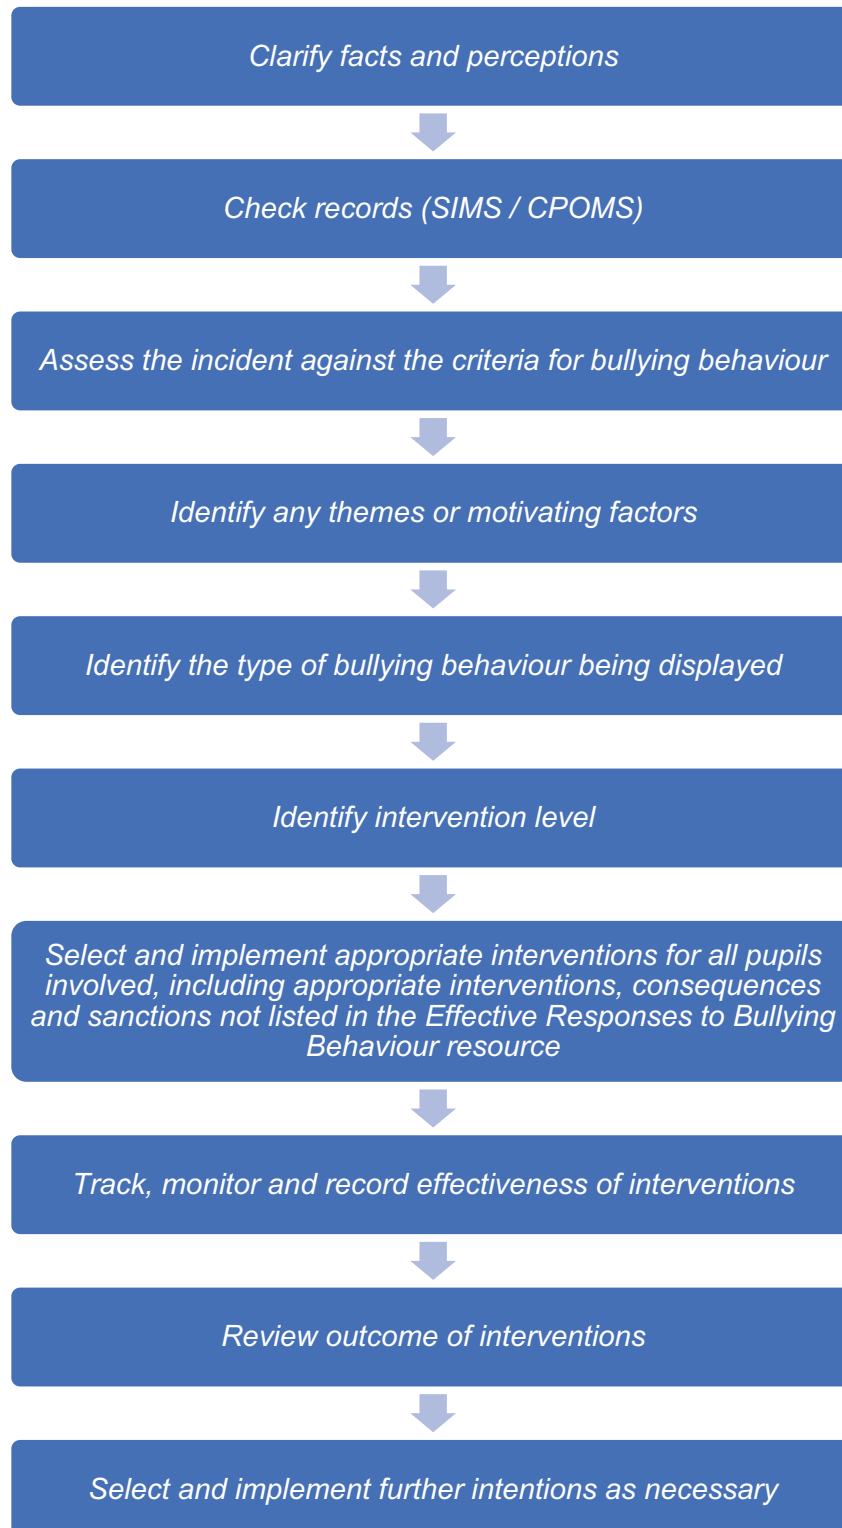 Clarify facts and perceptions
Check records (SIMS / CPOMS)
Assess the incident against the criteria for bullying behaviour
Identify any themes or motivating factors
Identify the type of bullying behaviour being displayed
Identify intervention level
Select and implement appropriate interventions for all pupils
involved, including appropriate interventions, consequences
and sanctions not listed in the Effective Responses to Bullying
Behaviour resource
Track, monitor and record effectiveness of interventions
Review outcome of interventions
Select and implement further intentions as necessary